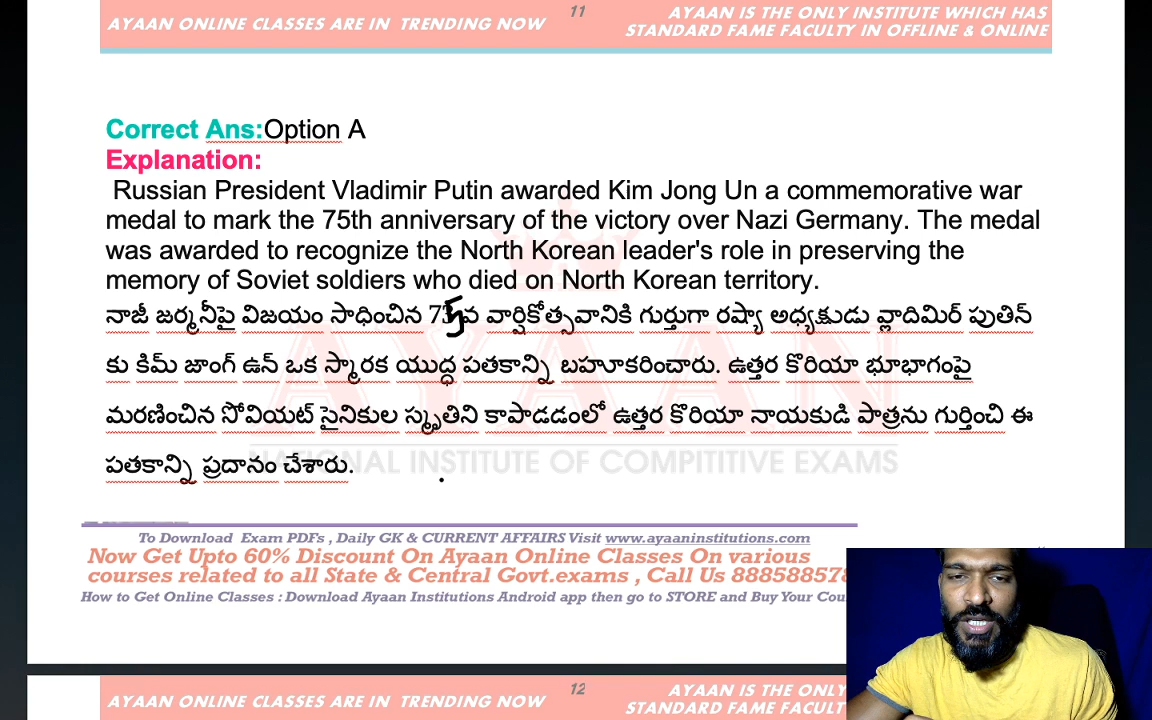 AYAAN ONLINE CLASSES ARE IN TRENDING NOW
11
AYAAN IS THE ONLY INSTITUTE WHICH HAS
STANDARD FAME FACULTY IN OFFLINE & ONLINE
Correct Ans:Option A
Explanation:
Russian President Vladimir Putin awarded Kim Jong Un a commemorative war
medal to mark the 75th anniversary of the victory over Nazi Germany. The medal
was awarded to recognize the North Korean leader's role in preserving the
memory of Soviet soldiers who died on North Korean territory.
నాజీ జర్మనీపై విజయం సాధించిన 75 వ వార్షికోత్సవానికి గుర్తుగా రష్యా అధ్యక్షుడు వ్లాదిమిర్ పుతిన్
కు కిమ్ జాంగ్ ఉన్ ఒక స్మారక యుద్ధ పతకాన్ని బహూకరించారు. ఉత్తర కొరియా భూభాగంపై
మరణించిన సోవియట్ సైనికుల స్మృతిని కాపాడడంలో ఉత్తర కొరియా నాయకుడి పాత్రను గుర్తించి ఈ
పతకాన్ని ప్రదానం చేశారు.
AYAAN
NATIONAL INSTITUTE OF COMPITITIVE EXAMS
To Download Exam PDFs , Daily GK & CURRENT AFFAIRS Visit www.ayaaninstitutions.com
Now Get Upto 60% Discount On Ayaan Online Classes On various
courses related to all State & Central Govt.exams , Call Us 888588578
How to Get Online Classes : Download Ayaan Institutions Android app then go to STORE and Buy Your
AYAAN ONLINE CLASSES ARE IN TRENDING NOW
12
AYAAN IS THE ONLY
STANDARD FAME